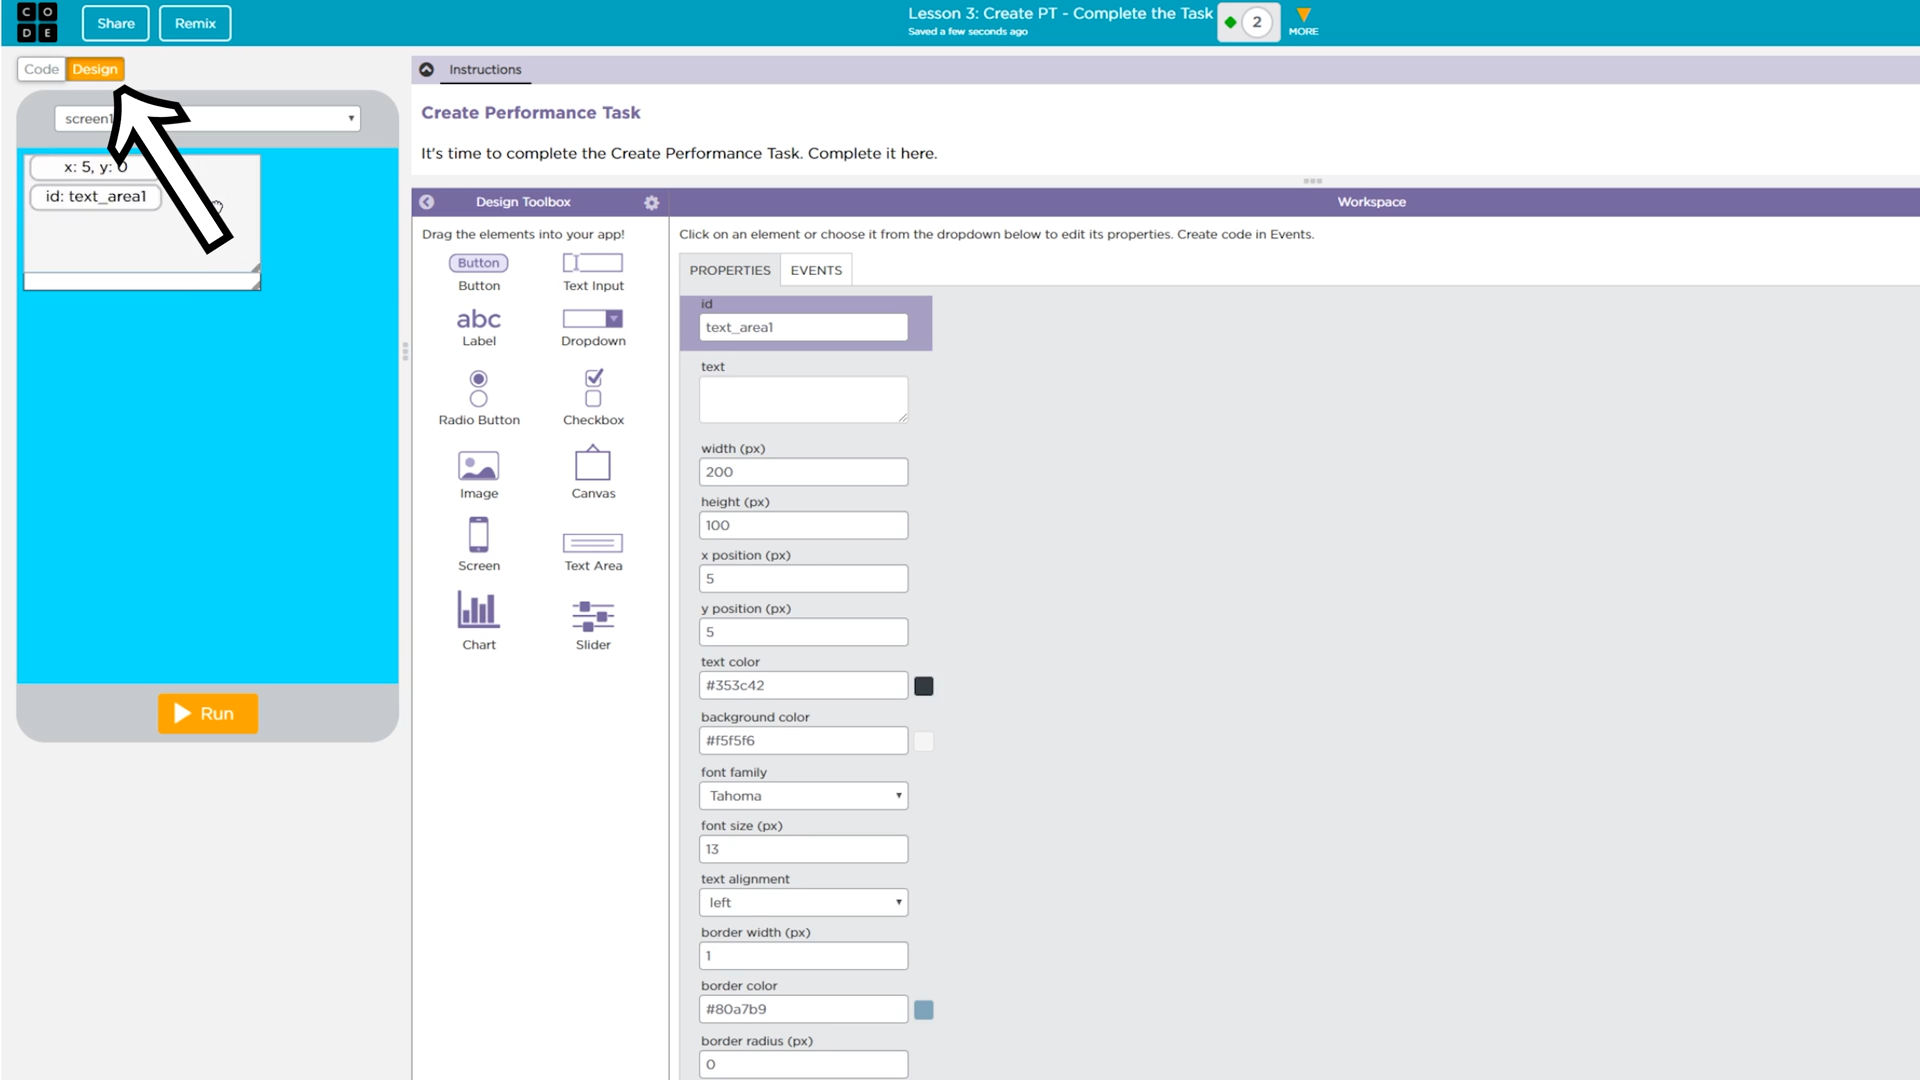 C O
D E
Share
Remix
Lesson 3: Create PT - Complete the Task
Saved a few seconds ago
2
MORE
Code
Design
Instructions
screen1
Create Performance Task
It's time to complete the Create Performance Task. Complete it here.
x: 5, y: 0
id: text_area1
Design Toolbox
Workspace
Drag the elements into your app!
Click on an element or choose it from the dropdown below to edit its properties. Create code in Events.
Button
Button
Text Input
abc
Label
Dropdown
Radio Button
Checkbox
Image
Canvas
Screen
Text Area
Chart
Slider
PROPERTIES
EVENTS
id
text_area1
text
width (px)
200
height (px)
100
x position (px)
5
y position (px)
5
text color
#353c42
background color
#f5f5f6
font family
Tahoma
font size (px)
13
text alignment
left
border width (px)
1
border color
#80a7b9
border radius (px)
0
Run